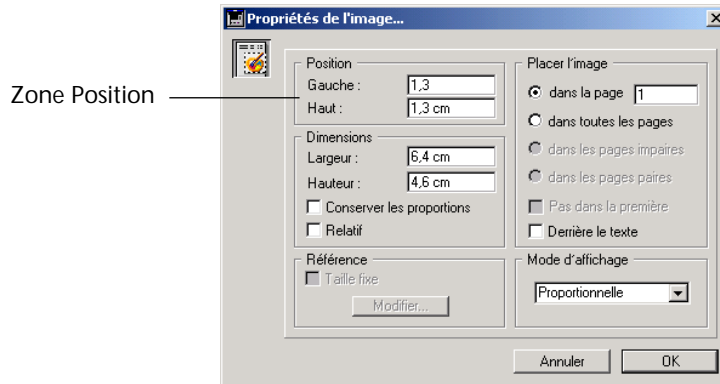 Propriétés de l'image...
Zone Position
Position
Gauche :
1,3
Haut :
1,3 cm
Dimensions
Largeur :
6,4 cm
Hauteur :
4,6 cm
Conserver les proportions
Relatif
Référence
Taille fixe
Modifier...
Placer l'image
dans la page 1
dans toutes les pages
dans les pages impaires
dans les pages paires
Pas dans la première
Derrière le texte
Mode d'affichage
Proportionnelle
Annuler
OK